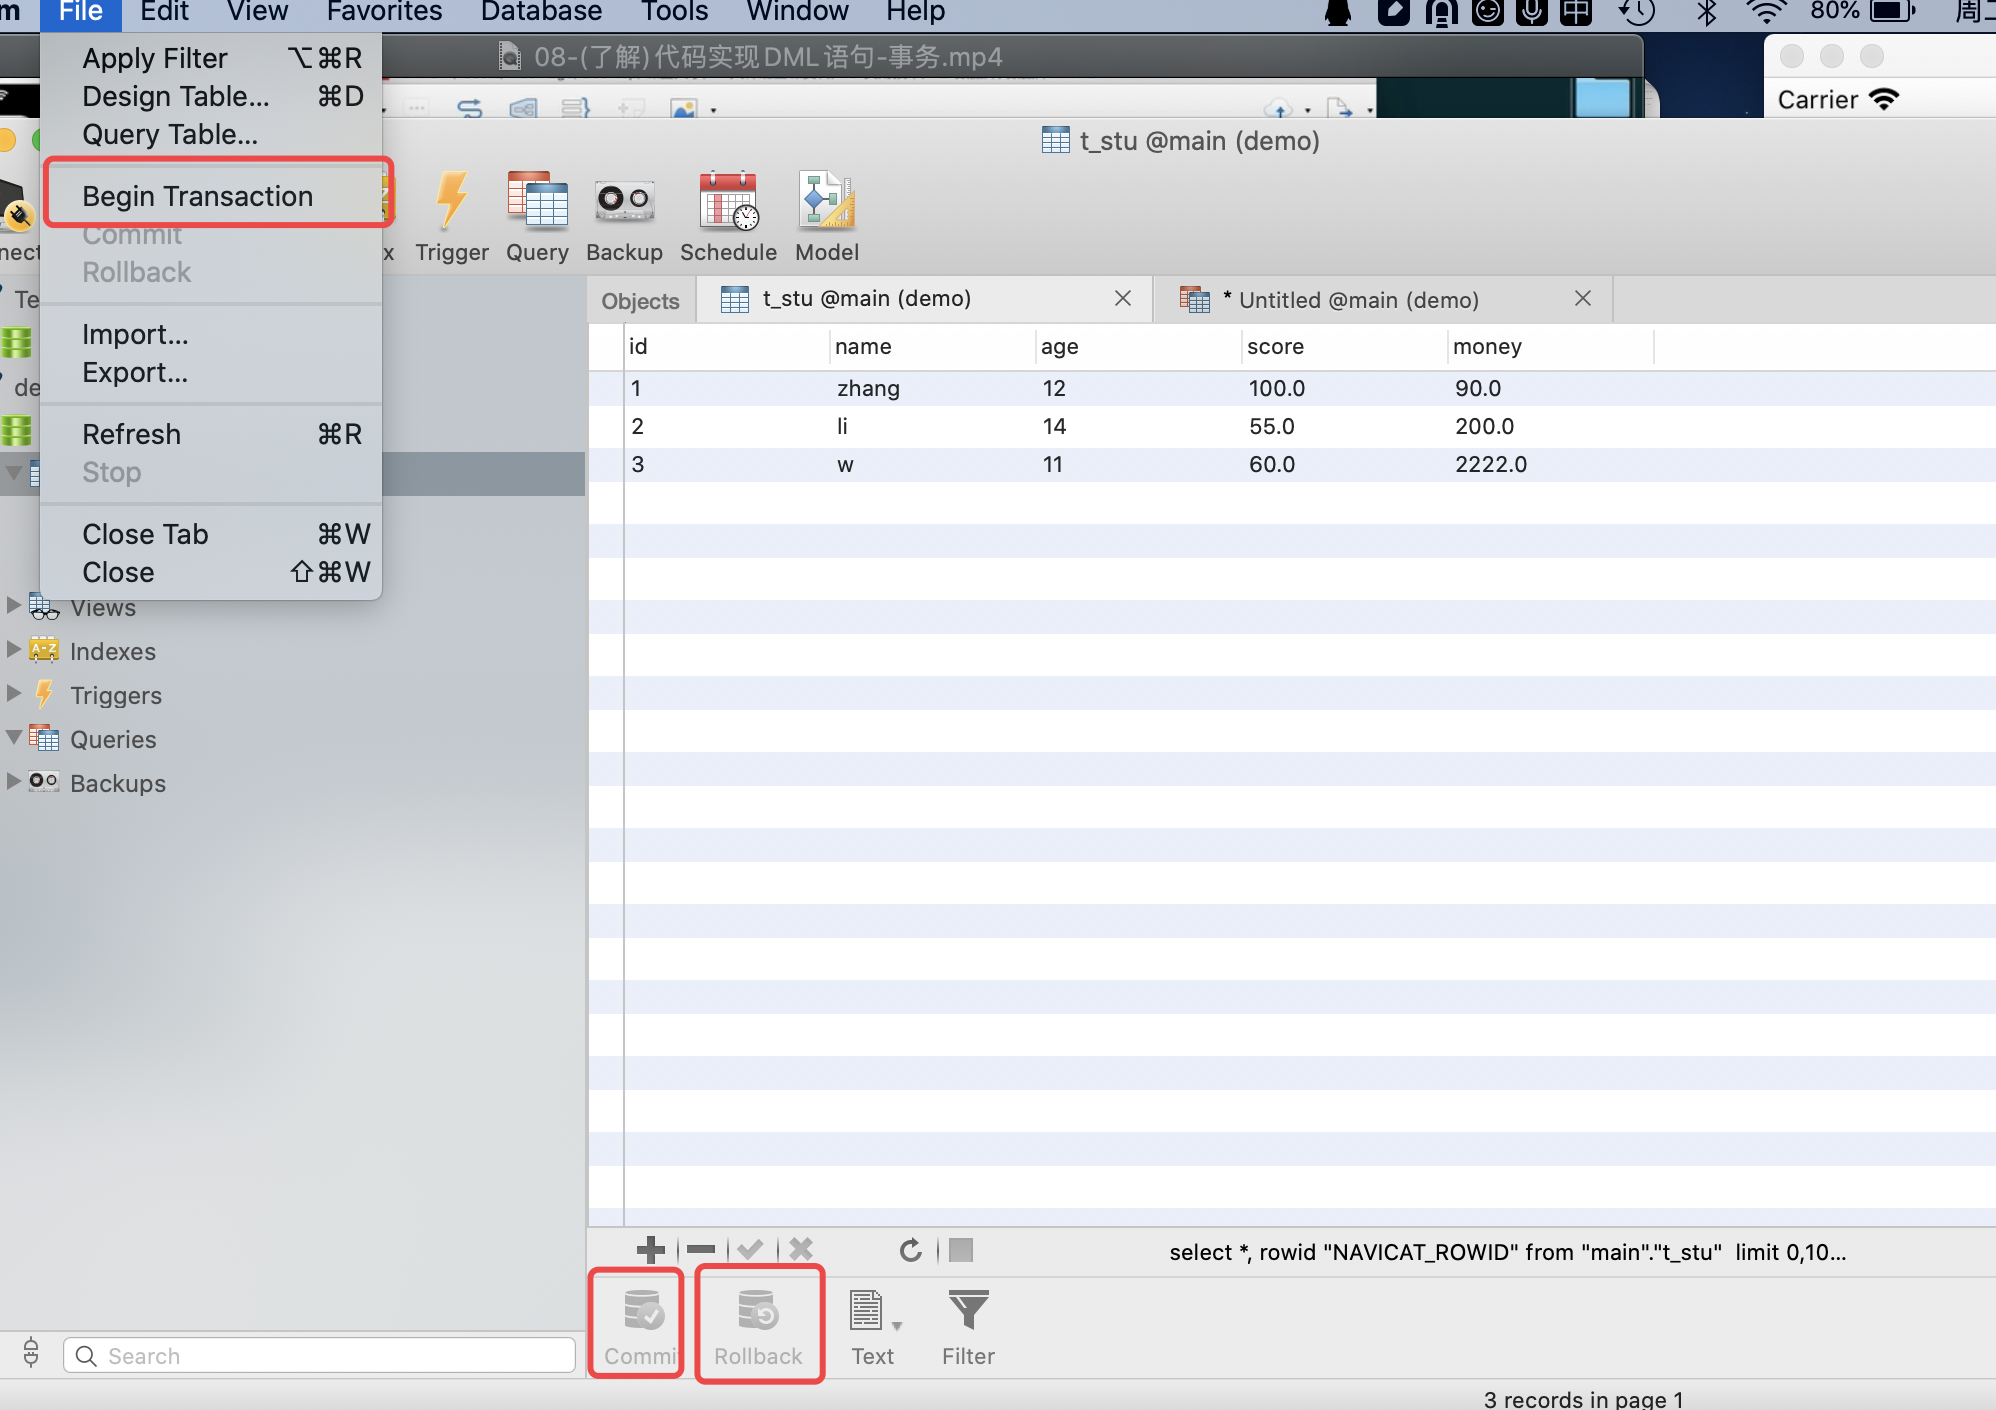 File Edit View Favorites Database Tools Window Help 80%
08-(了解)代码实现DML语句-事务.mp4
Carrier
Apply Filter ⌥⌘R
Design Table... ⌘D
Query Table...
Begin Transaction
Commit
Rollback
Import...
Export...
Refresh ⌘R
Stop
Close Tab ⌘W
Close ⇧⌘W
t_stu @main (demo)
Trigger Query Backup Schedule Model
Objects t_stu @main (demo) * Untitled @main (demo)
id name age score money
1 zhang 12 100.0 90.0
2 li 14 55.0 200.0
3 w 11 60.0 2222.0
Views
Indexes
Triggers
Queries
Backups
select *, rowid "NAVICAT_ROWID" from "main"."t_stu" limit 0,10...
Search
Commi Rollback Text Filter
3 records in page 1